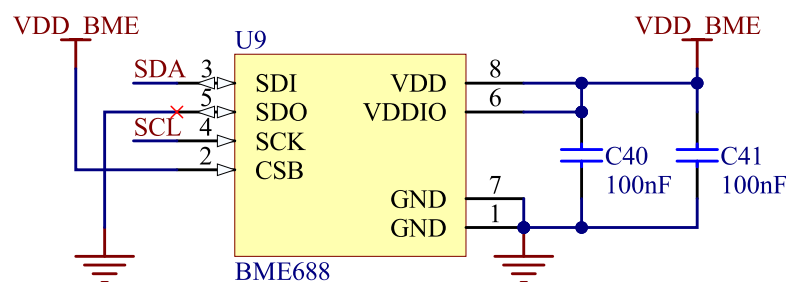 VDD_BME
VDD_BME
U9
SDA 3 SDI
VDD 8
5 SDO
VDDIO 6
SCL 4 SCK
2 CSB
C40
100nF
C41
100nF
GND 7
GND 1
BME688